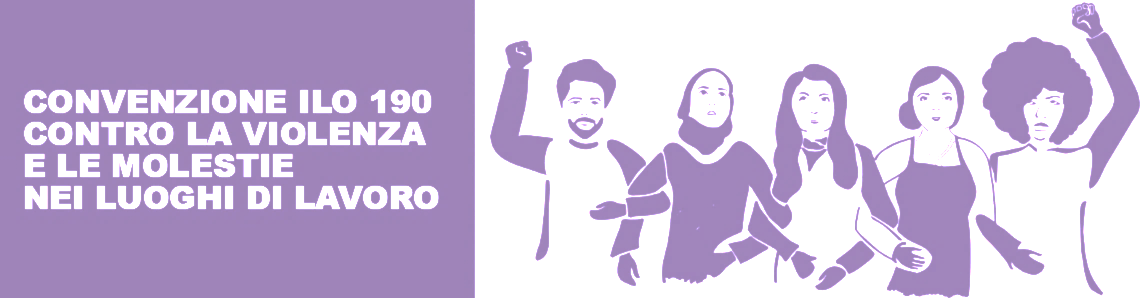 CONVENZIONE ILO 190
CONTRO LA VIOLENZA
E LE MOLESTIE
NEI LUOGHI DI LAVORO